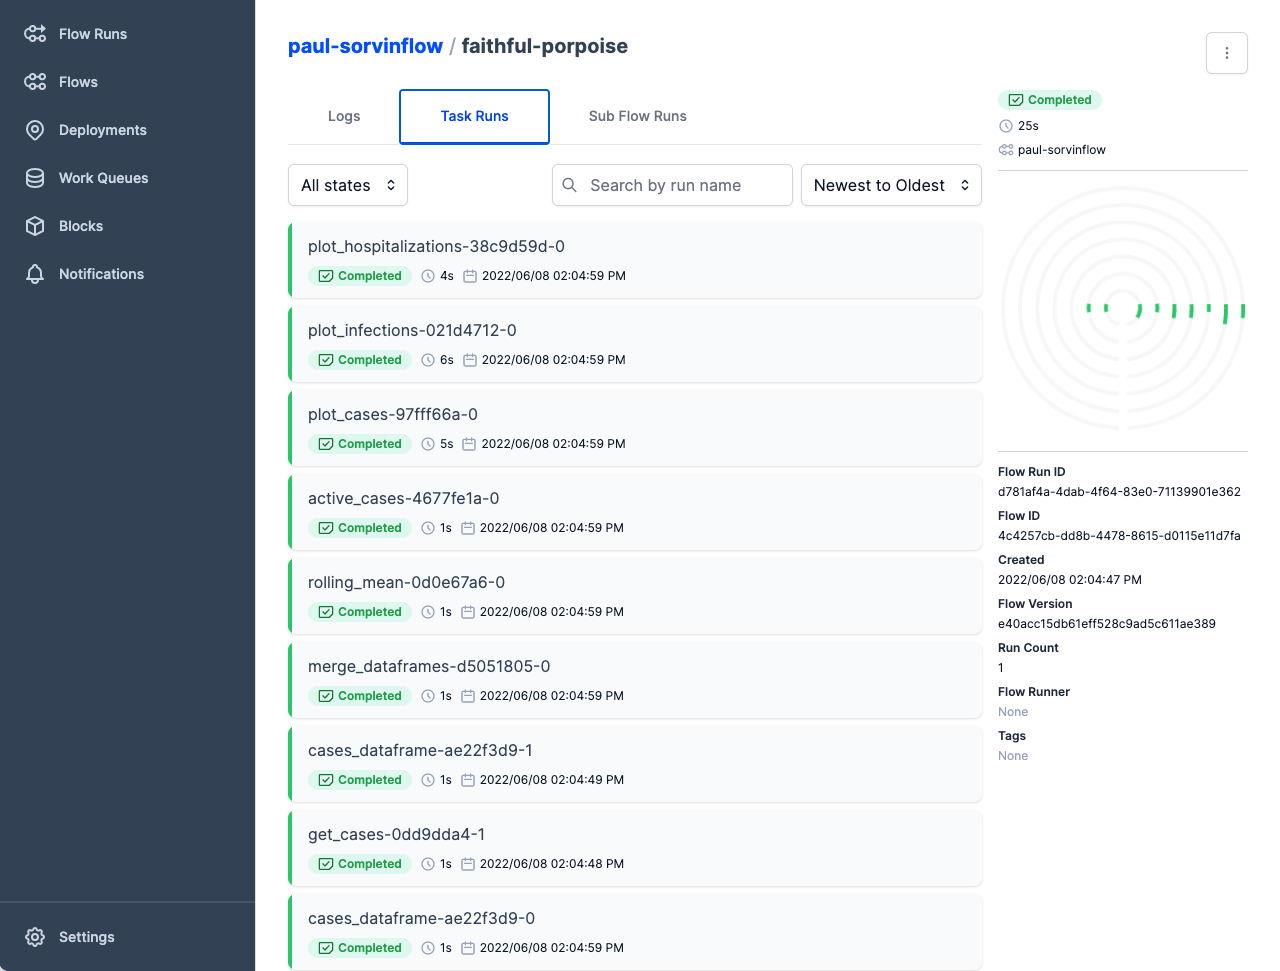 Flow Runs
Flows
Deployments
Work Queues
Blocks
Notifications
Settings
paul-sorvinflow / faithful-porpoise
Logs
Task Runs
Sub Flow Runs
All states
Search by run name
Newest to Oldest
plot_hospitalizations-38c9d59d-0
Completed 4s 2022/06/08 02:04:59 PM
plot_infections-021d4712-0
Completed 6s 2022/06/08 02:04:59 PM
plot_cases-97fff66a-0
Completed 5s 2022/06/08 02:04:59 PM
active_cases-4677fe1a-0
Completed 1s 2022/06/08 02:04:59 PM
rolling_mean-0d0e67a6-0
Completed 1s 2022/06/08 02:04:59 PM
merge_dataframes-d5051805-0
Completed 1s 2022/06/08 02:04:59 PM
cases_dataframe-ae22f3d9-1
Completed 1s 2022/06/08 02:04:49 PM
get_cases-0dd9dda4-1
Completed 1s 2022/06/08 02:04:48 PM
cases_dataframe-ae22f3d9-0
Completed 1s 2022/06/08 02:04:59 PM
Completed
25s
paul-sorvinflow
Flow Run ID
d781af4a-4dab-4f64-83e0-71139901e362
Flow ID
4c4257cb-dd8b-4478-8615-d0115e11d7fa
Created
2022/06/08 02:04:47 PM
Flow Version
e40acc15db61eff528c9ad5c611ae389
Run Count
1
Flow Runner
None
Tags
None